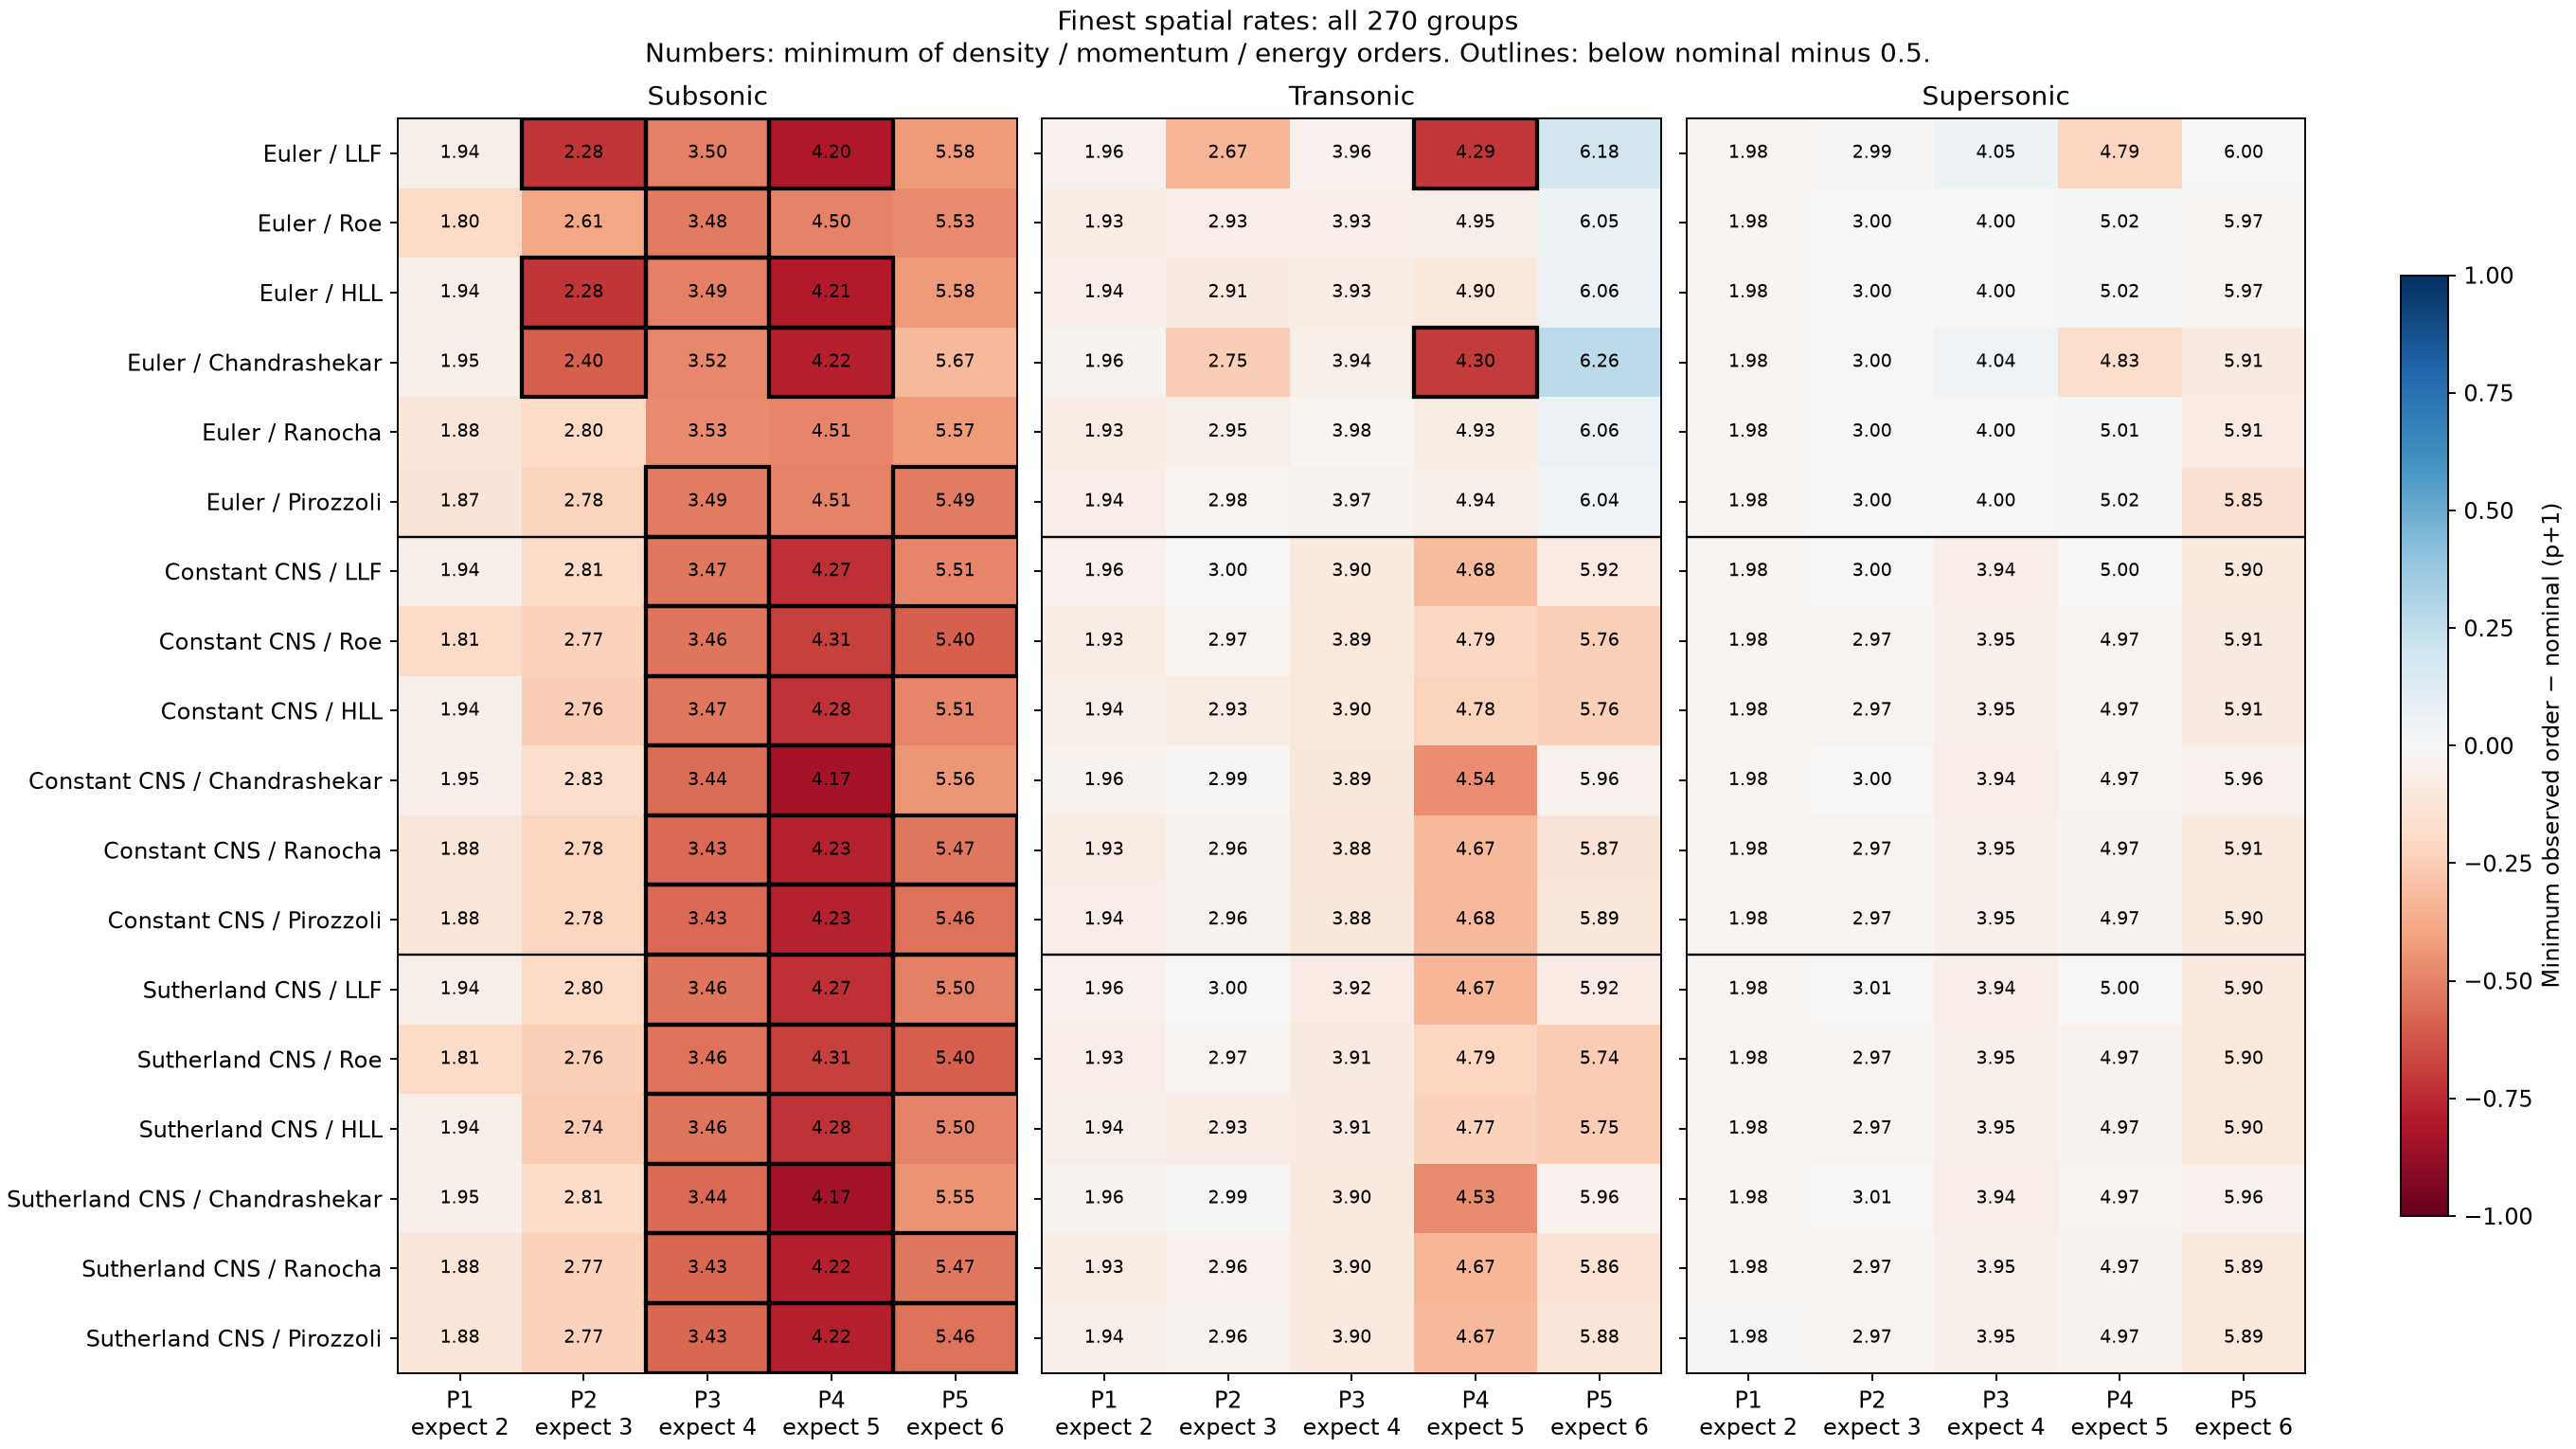 Finest spatial rates: all 270 groups
Numbers: minimum of density / momentum / energy orders. Outlines: below nominal minus 0.5.
Subsonic Transonic Supersonic
Euler / LLF 1.94 2.28 3.50 4.20 5.58 1.96 2.67 3.96 4.29 6.18 1.98 2.99 4.05 4.79 6.00
Euler / Roe 1.80 2.61 3.48 4.50 5.53 1.93 2.93 3.93 4.95 6.05 1.98 3.00 4.00 5.02 5.97
Euler / HLL 1.94 2.28 3.49 4.21 5.58 1.94 2.91 3.93 4.90 6.06 1.98 3.00 4.00 5.02 5.97
Euler / Chandrashekar 1.95 2.40 3.52 4.22 5.67 1.96 2.75 3.94 4.30 6.26 1.98 3.00 4.04 4.83 5.91
Euler / Ranocha 1.88 2.80 3.53 4.51 5.57 1.93 2.95 3.98 4.93 6.06 1.98 3.00 4.00 5.01 5.91
Euler / Pirozzoli 1.87 2.78 3.49 4.51 5.49 1.94 2.98 3.97 4.94 6.04 1.98 3.00 4.00 5.02 5.85
Constant CNS / LLF 1.94 2.81 3.47 4.27 5.51 1.96 3.00 3.90 4.68 5.92 1.98 3.00 3.94 5.00 5.90
Constant CNS / Roe 1.81 2.77 3.46 4.31 5.40 1.93 2.97 3.89 4.79 5.76 1.98 2.97 3.95 4.97 5.91
Constant CNS / HLL 1.94 2.76 3.47 4.28 5.51 1.94 2.93 3.90 4.78 5.76 1.98 2.97 3.95 4.97 5.91
Constant CNS / Chandrashekar 1.95 2.83 3.44 4.17 5.56 1.96 2.99 3.89 4.54 5.96 1.98 3.00 3.94 4.97 5.96
Constant CNS / Ranocha 1.88 2.78 3.43 4.23 5.47 1.93 2.96 3.88 4.67 5.87 1.98 2.97 3.95 4.97 5.91
Constant CNS / Pirozzoli 1.88 2.78 3.43 4.23 5.46 1.94 2.96 3.88 4.68 5.89 1.98 2.97 3.95 4.97 5.90
Sutherland CNS / LLF 1.94 2.80 3.46 4.27 5.50 1.96 3.00 3.92 4.67 5.92 1.98 3.01 3.94 5.00 5.90
Sutherland CNS / Roe 1.81 2.76 3.46 4.31 5.40 1.93 2.97 3.91 4.79 5.74 1.98 2.97 3.95 4.97 5.90
Sutherland CNS / HLL 1.94 2.74 3.46 4.28 5.50 1.94 2.93 3.91 4.77 5.75 1.98 2.97 3.95 4.97 5.90
Sutherland CNS / Chandrashekar 1.95 2.81 3.44 4.17 5.55 1.96 2.99 3.90 4.53 5.96 1.98 3.01 3.94 4.97 5.96
Sutherland CNS / Ranocha 1.88 2.77 3.43 4.22 5.47 1.93 2.96 3.90 4.67 5.86 1.98 2.97 3.95 4.97 5.89
Sutherland CNS / Pirozzoli 1.88 2.77 3.43 4.22 5.46 1.94 2.96 3.90 4.67 5.88 1.98 2.97 3.95 4.97 5.89
P1 P2 P3 P4 P5 P1 P2 P3 P4 P5 P1 P2 P3 P4 P5
expect 2 expect 3 expect 4 expect 5 expect 6 expect 2 expect 3 expect 4 expect 5 expect 6 expect 2 expect 3 expect 4 expect 5 expect 6
1.00
0.75
0.50
0.25
0.00
−0.25
−0.50
−0.75
−1.00
Minimum observed order − nominal (p+1)